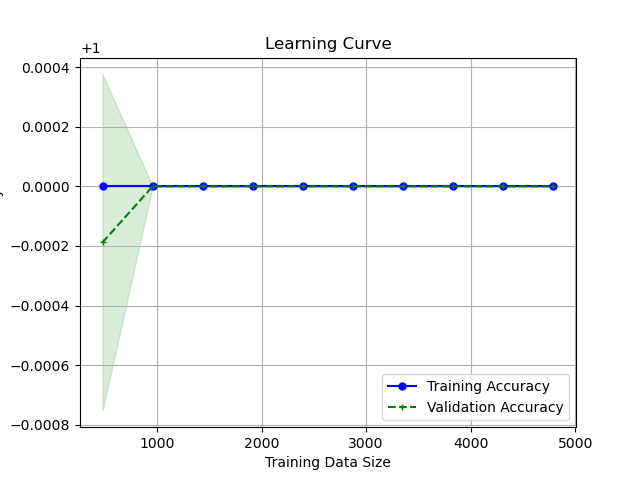 Learning Curve
+1
0.0004
0.0002
0.0000
−0.0002
−0.0004
−0.0006
−0.0008
1000 2000 3000 4000 5000
Training Data Size
Training Accuracy
Validation Accuracy